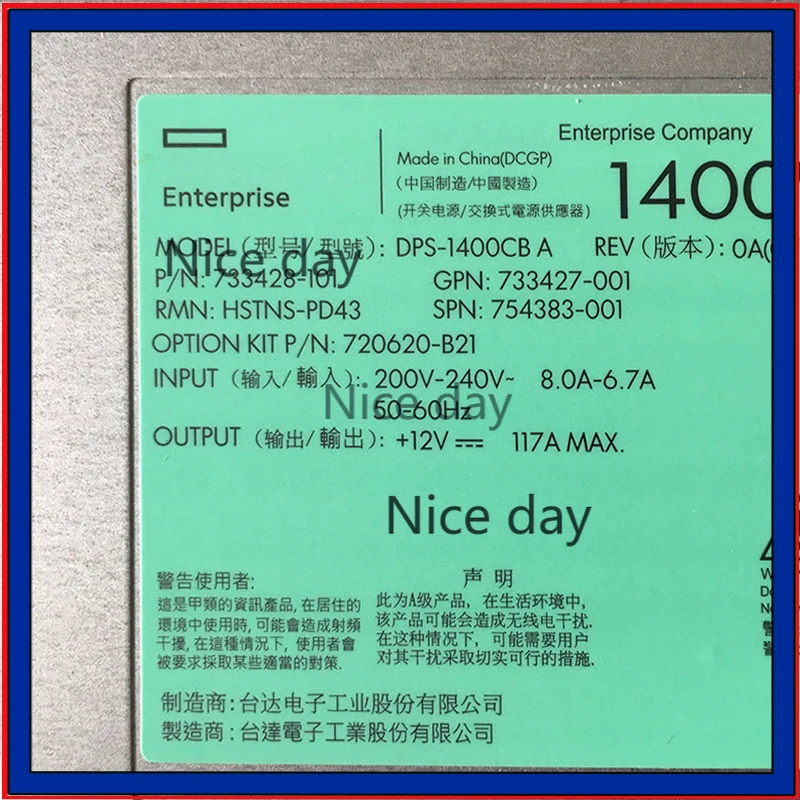 Enterprise Company
Made in China(DCGP)
(中国制造/中國製造)
1400
Enterprise
(开关电源/交换式電源供應器)
MODEL (型号/型號): DPS-1400CB A REV (版本): 0A(
Nice day
P/N: 733428-101 GPN: 733427-001
RMN: HSTNS-PD43 SPN: 754383-001
OPTION KIT P/N: 720620-B21
INPUT (输入/輸入): 200V-240V~ 8.0A-6.7A
Nice day
50-60Hz
OUTPUT (输出/輸出): +12V 117A MAX.
Nice day
警告使用者:
這是甲類的資訊產品, 在居住的
環境中使用時, 可能會造成射頻
干擾, 在這種情況下, 使用者會
被要求採取某些適當的對策.
声 明
此为A级产品, 在生活环境中,
该产品可能会造成无线电干扰.
在这种情况下, 可能需要用户
对其干扰采取切实可行的措施.
制造商:台达电子工业股份有限公司
製造商:台達電子工業股份有限公司